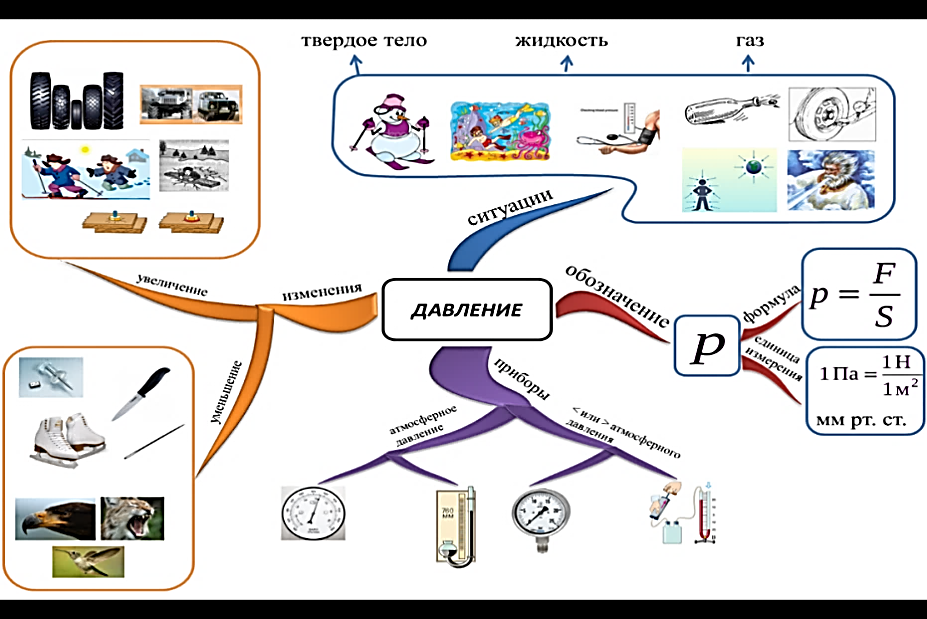 твердое тело
жидкость
газ
ситуации
увеличение
изменения
уменьшение
ДАВЛЕНИЕ
обозначение
p
формула
p = F/S
единица
измерения
1 Па = 1 Н/1 м²
мм рт. ст.
приборы
атмосферное
давление
< или > атмосферного
давления
760
ММ